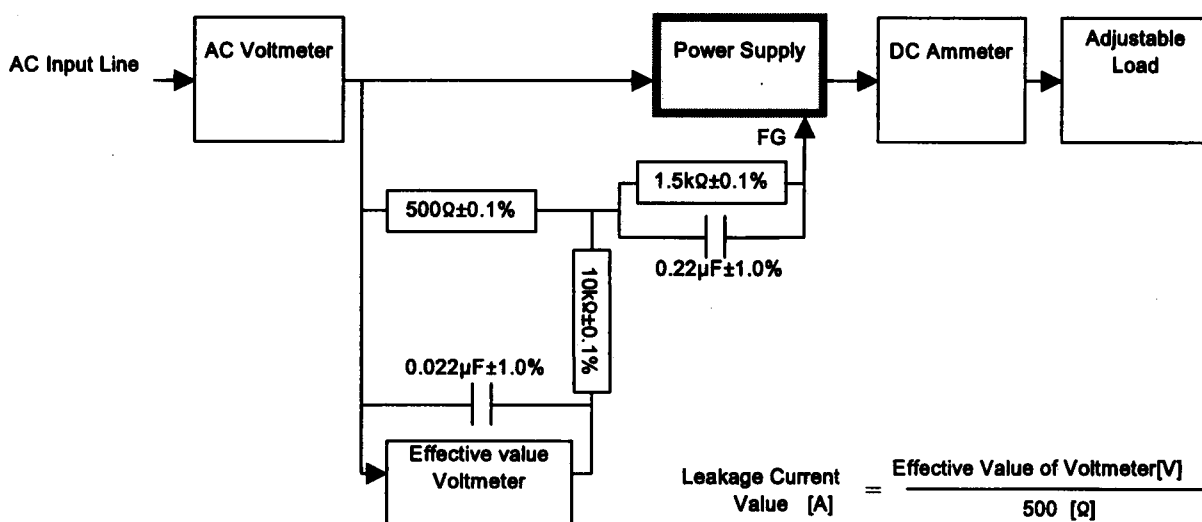 AC Input Line
AC Voltmeter
Power Supply
DC Ammeter
Adjustable
Load
FG
1.5kΩ±0.1%
500Ω±0.1%
0.22µF±1.0%
10kΩ±0.1%
0.022µF±1.0%
Effective value
Voltmeter
Leakage Current
Value [A]
=
Effective Value of Voltmeter[V]
500 [Ω]